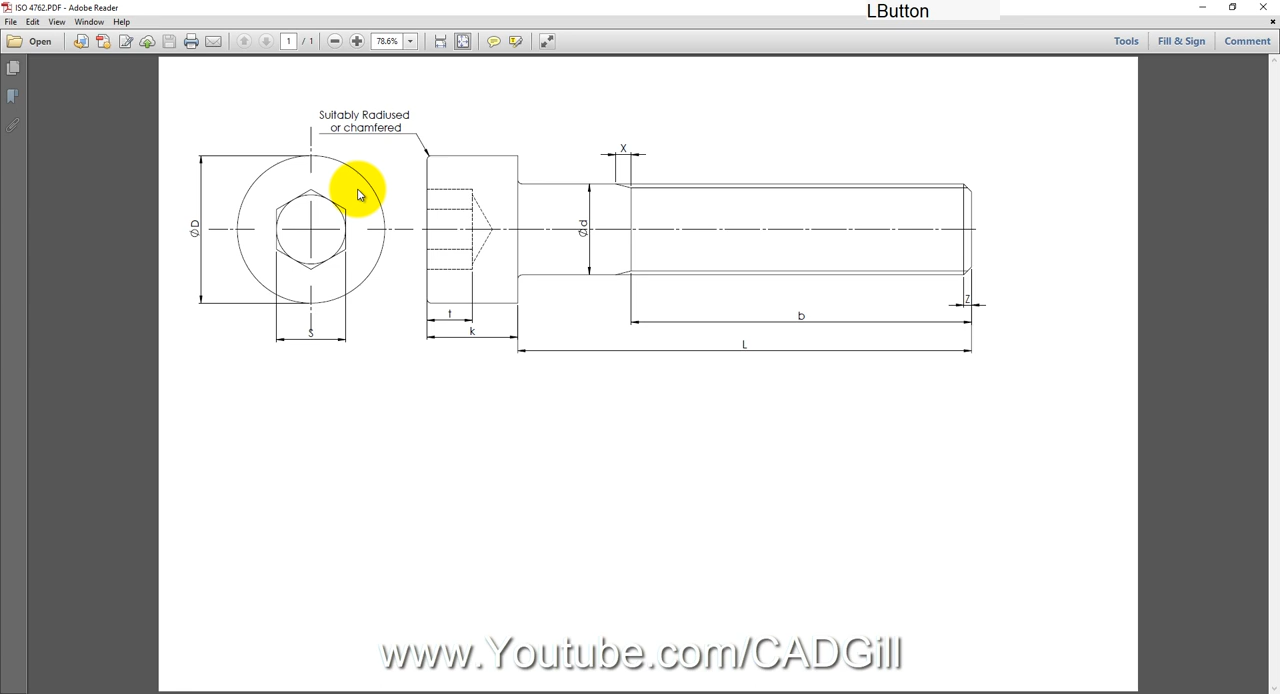 ISO 4762.PDF - Adobe Reader
LButton
File Edit View Window Help
Open 1 / 1 78.6% Tools Fill & Sign Comment
Suitably Radiused
or chamfered
X
ØD
Ød
Z
t
b
k
S
L
www.Youtube.com/CADGill